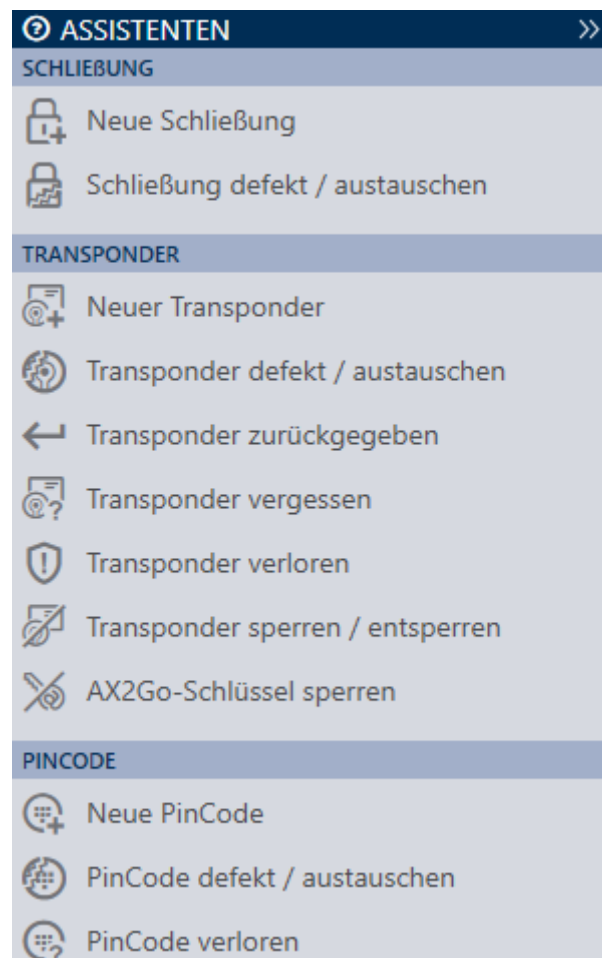 ASSISTENTEN
SCHLIEßUNG
Neue Schließung
Schließung defekt / austauschen
TRANSPONDER
Neuer Transponder
Transponder defekt / austauschen
Transponder zurückgegeben
Transponder vergessen
Transponder verloren
Transponder sperren / entsperren
AX2Go-Schlüssel sperren
PINCODE
Neue PinCode
PinCode defekt / austauschen
PinCode verloren